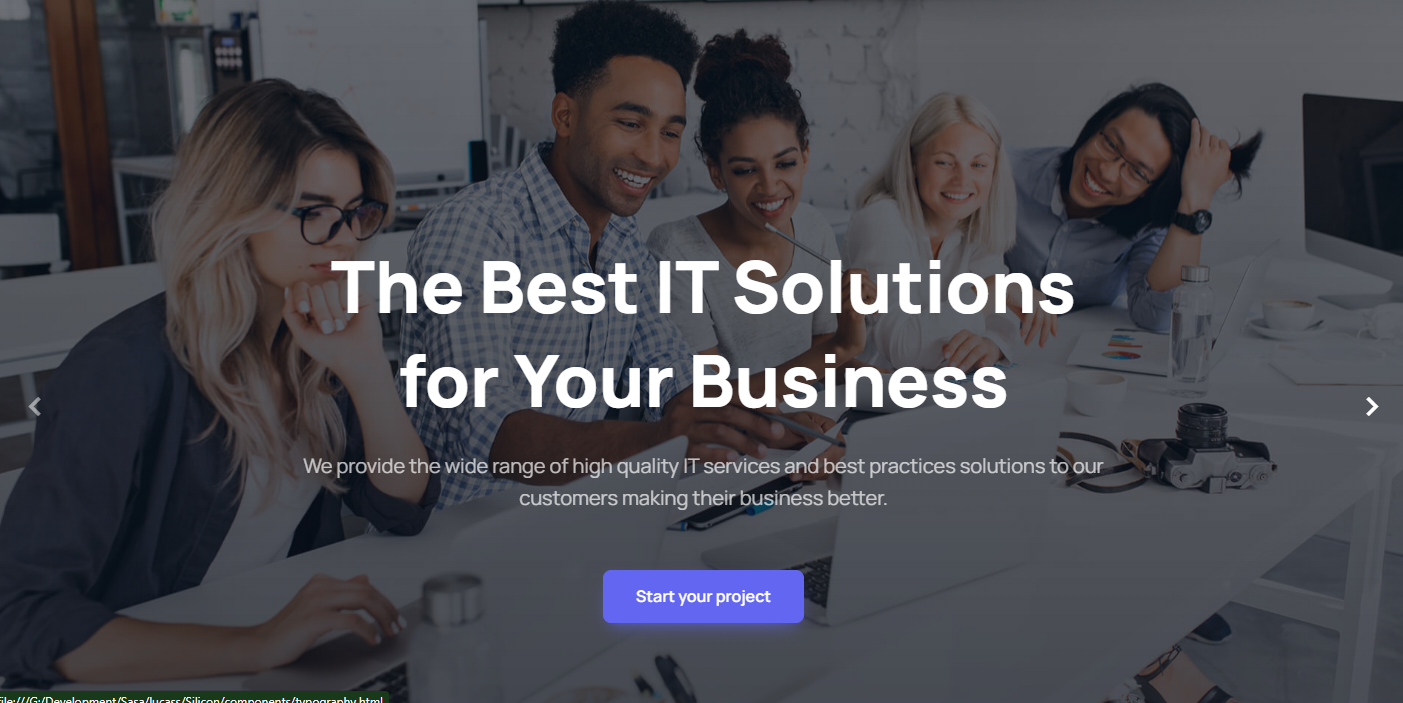 The Best IT Solutions
for Your Business
We provide the wide range of high quality IT services and best practices solutions to our
customers making their business better.
Start your project
file:///G:/Development/Sasa/lucass/Silicon/components/typography.html